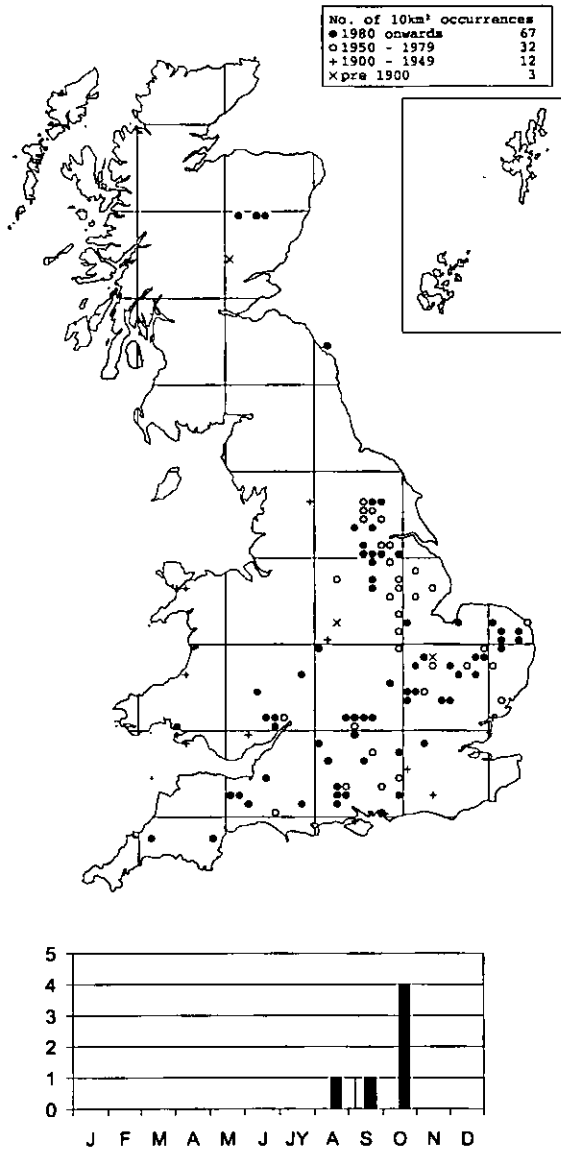 No. of 10km² occurrences
● 1980 onwards 67
○ 1950 - 1979 32
+ 1900 - 1949 12
× pre 1900 3
5
4
3
2
1
0
J F M A M J JY A S O N D